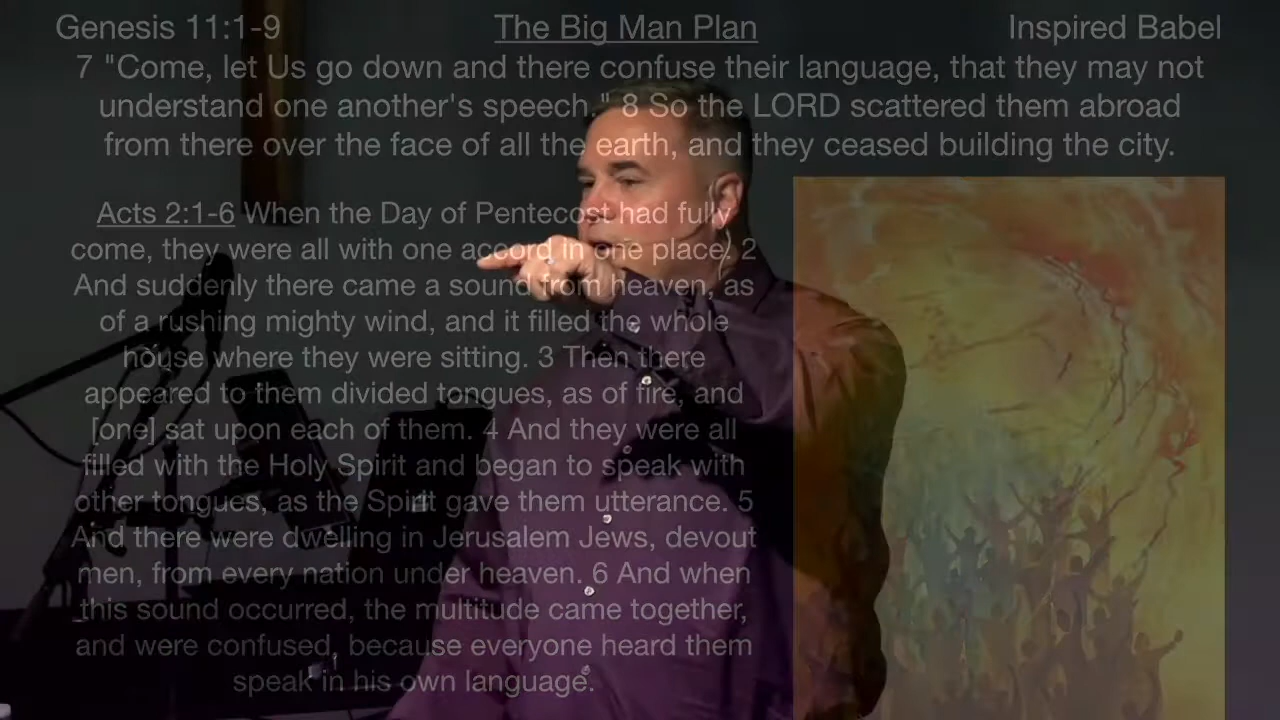 Genesis 11:1-9 The Big Man Plan Inspired Babel
7 "Come, let Us go down and there confuse their language, that they may not
understand one another's speech." 8 So the LORD scattered them abroad
from there over the face of all the earth, and they ceased building the city.
Acts 2:1-6 When the Day of Pentecost had fully
come, they were all with one accord in one place. 2
And suddenly there came a sound from heaven, as
of a rushing mighty wind, and it filled the whole
house where they were sitting. 3 Then there
appeared to them divided tongues, as of fire, and
[one] sat upon each of them. 4 And they were all
filled with the Holy Spirit and began to speak with
other tongues, as the Spirit gave them utterance. 5
And there were dwelling in Jerusalem Jews, devout
men, from every nation under heaven. 6 And when
this sound occurred, the multitude came together,
and were confused, because everyone heard them
speak in his own language.